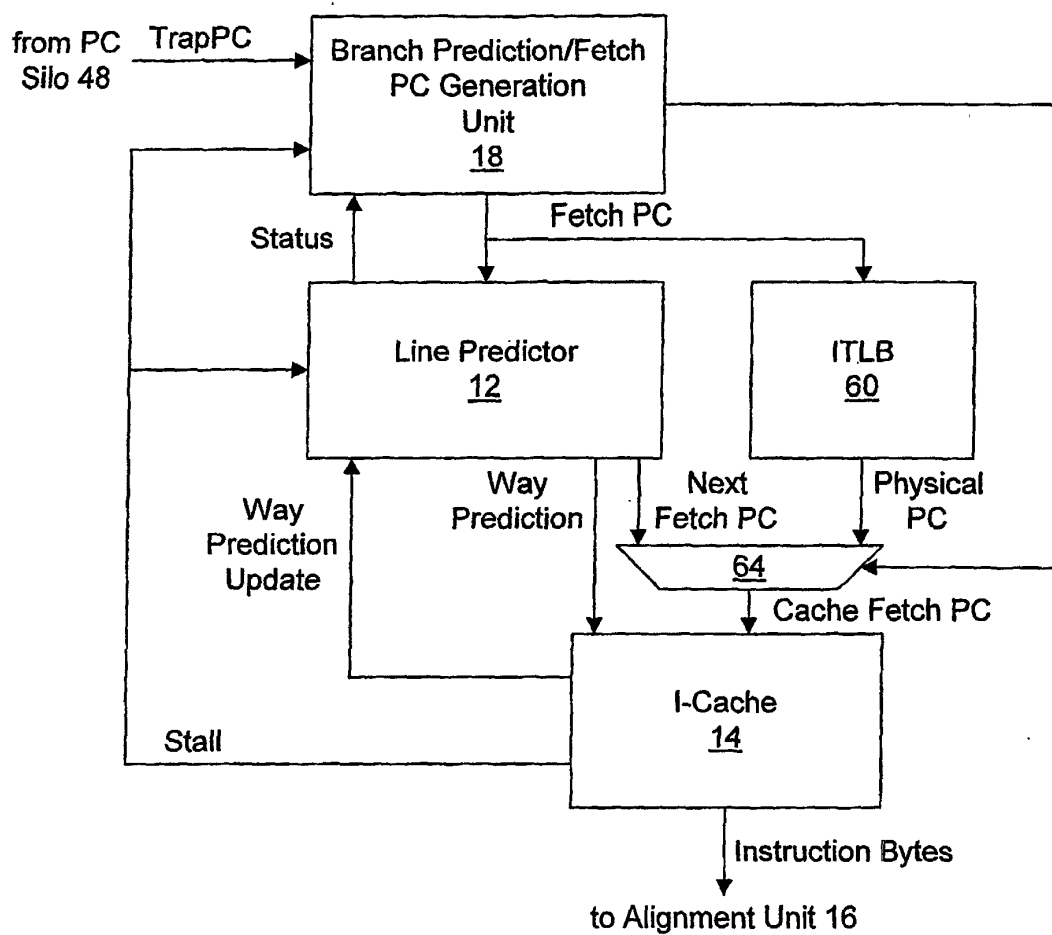 from PC
Silo 48
TrapPC
Branch Prediction/Fetch
PC Generation
Unit
18
Status
Fetch PC
Line Predictor
12
ITLB
60
Way
Prediction
Update
Way
Prediction
Next
Fetch PC
Physical
PC
64
Cache Fetch PC
I-Cache
14
Stall
Instruction Bytes
to Alignment Unit 16